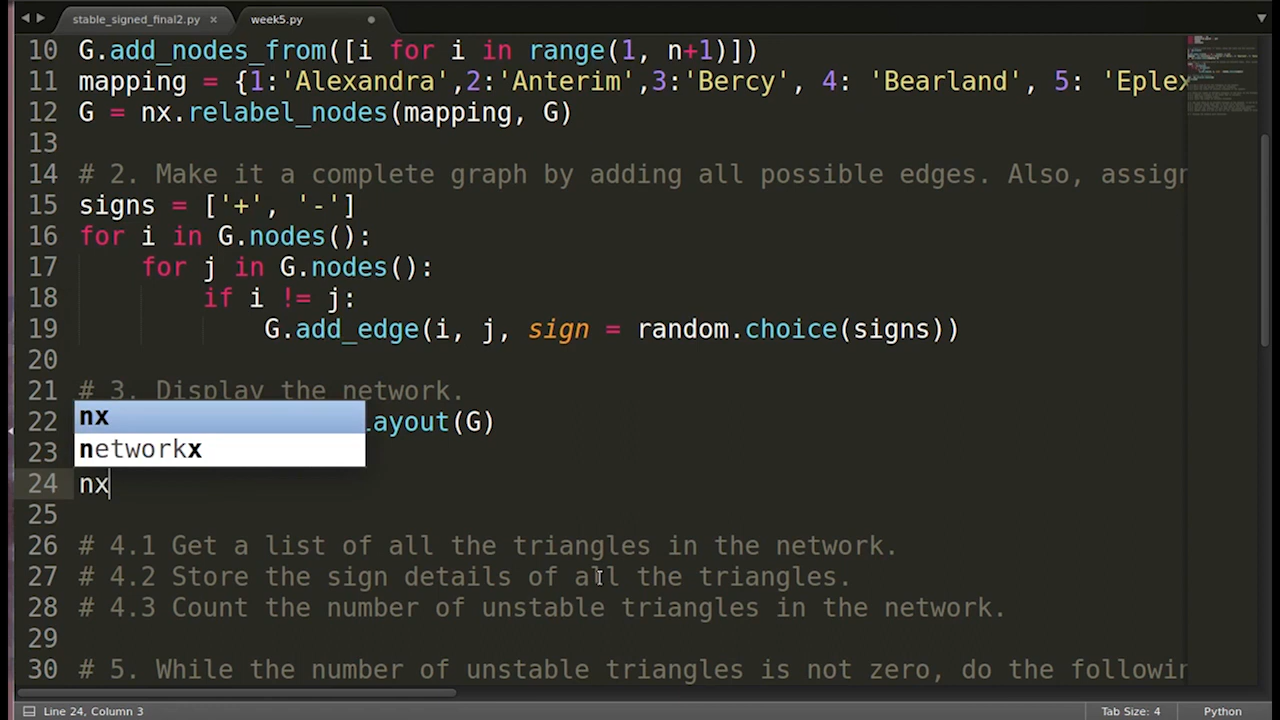 stable_signed_final2.py × week5.py
10 G.add_nodes_from([i for i in range(1, n+1)])
11 mapping = {1:'Alexandra',2:'Anterim',3:'Bercy', 4: 'Bearland', 5: 'Eplex
12 G = nx.relabel_nodes(mapping, G)
13
14 # 2. Make it a complete graph by adding all possible edges. Also, assign
15 signs = ['+', '-']
16 for i in G.nodes():
17 for j in G.nodes():
18 if i != j:
19 G.add_edge(i, j, sign = random.choice(signs))
20
21 # 3. Display the network.
nx
22 layout(G)
networkx
23
24 nx
25
26 # 4.1 Get a list of all the triangles in the network.
27 # 4.2 Store the sign details of all the triangles.
28 # 4.3 Count the number of unstable triangles in the network.
29
30 # 5. While the number of unstable triangles is not zero, do the followin
Line 24, Column 3 Tab Size: 4 Python